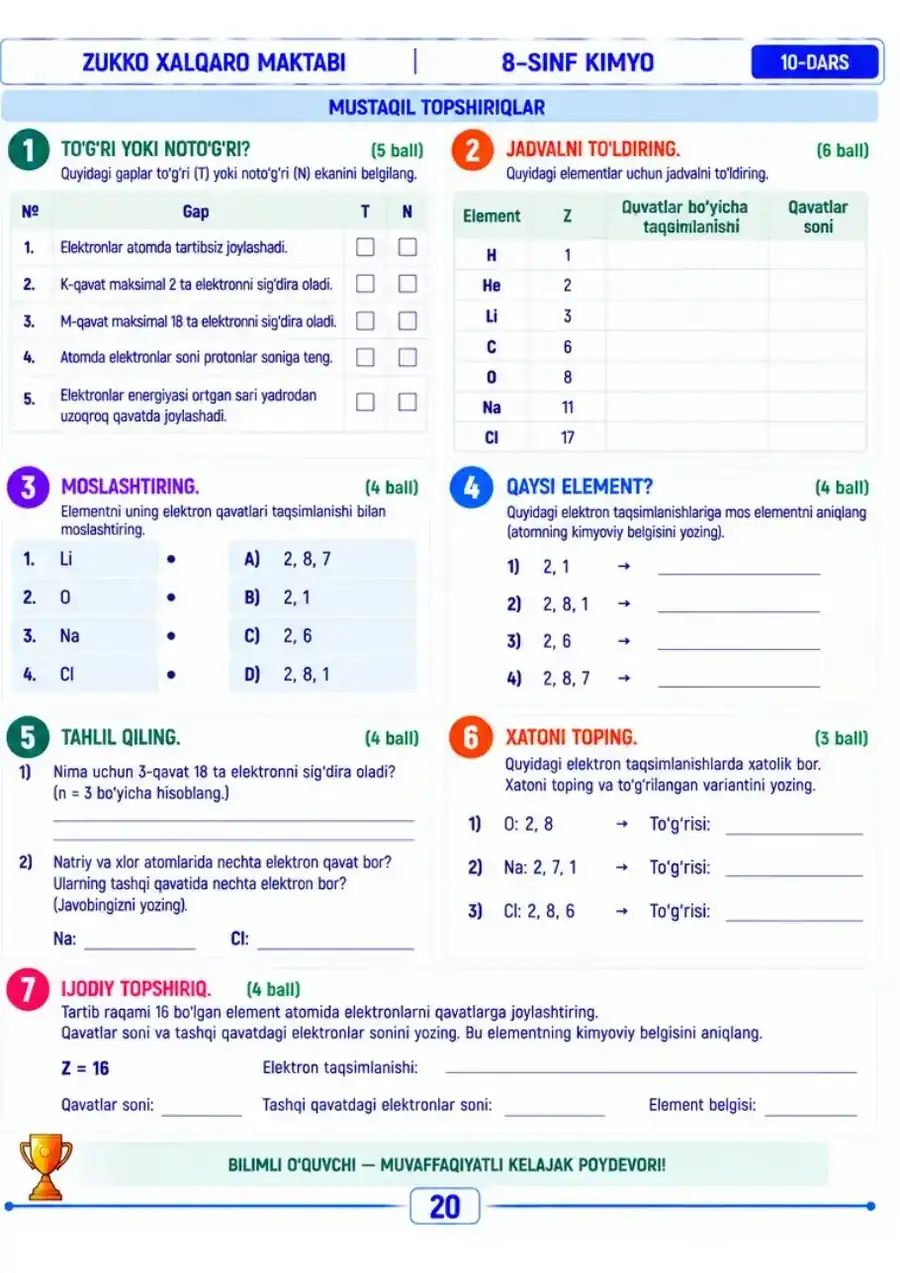 ZUKKO XALQARO MAKTABI | 8–SINF KIMYO 10-DARS
MUSTAQIL TOPSHIRIQLAR
1 TO'G'RI YOKI NOTO'G'RI? (5 ball)
Quyidagi gaplar to'g'ri (T) yoki noto'g'ri (N) ekanini belgilang.
№ Gap T N
1. Elektronlar atomda tartibsiz joylashadi.
2. K-qavat maksimal 2 ta elektronni sig'dira oladi.
3. M-qavat maksimal 18 ta elektronni sig'dira oladi.
4. Atomda elektronlar soni protonlar soniga teng.
5. Elektronlar energiyasi ortgan sari yadrodan
uzoqroq qavatda joylashadi.
2 JADVALNI TO'LDIRING. (6 ball)
Quyidagi elementlar uchun jadvalni to'ldiring.
Element Z Quvatlar bo'yicha taqsimlanishi Qavatlar soni
H 1
He 2
Li 3
C 6
O 8
Na 11
Cl 17
3 MOSLASHTIRING. (4 ball)
Elementni uning elektron qavatlari taqsimlanishi bilan
moslashtiring.
1. Li • A) 2, 8, 7
2. O • B) 2, 1
3. Na • C) 2, 6
4. Cl • D) 2, 8, 1
4 QAYSI ELEMENT? (4 ball)
Quyidagi elektron taqsimlanishlariga mos elementni aniqlang
(atomning kimyoviy belgisini yozing).
1) 2, 1 →
2) 2, 8, 1 →
3) 2, 6 →
4) 2, 8, 7 →
5 TAHLIL QILING. (4 ball)
1) Nima uchun 3-qavat 18 ta elektronni sig'dira oladi?
(n = 3 bo'yicha hisoblang.)
2) Natriy va xlor atomlarida nechta elektron qavat bor?
Ularning tashqi qavatida nechta elektron bor?
(Javobingizni yozing).
Na: Cl:
6 XATONI TOPING. (3 ball)
Quyidagi elektron taqsimlanishlarda xatolik bor.
Xatoni toping va to'g'rilangan variantini yozing.
1) O: 2, 8 → To'g'risi:
2) Na: 2, 7, 1 → To'g'risi:
3) Cl: 2, 8, 6 → To'g'risi:
7 IJODIY TOPSHIRIQ. (4 ball)
Tartib raqami 16 bo'lgan element atomida elektronlarni qavatlarga joylashtiring.
Qavatlar soni va tashqi qavatdagi elektronlar sonini yozing. Bu elementning kimyoviy belgisini aniqlang.
Z = 16 Elektron taqsimlanishi:
Qavatlar soni: Tashqi qavatdagi elektronlar soni: Element belgisi:
BILIMLI O'QUVCHI — MUVAFFAQIYATLI KELAJAK POYDEVORI!
20